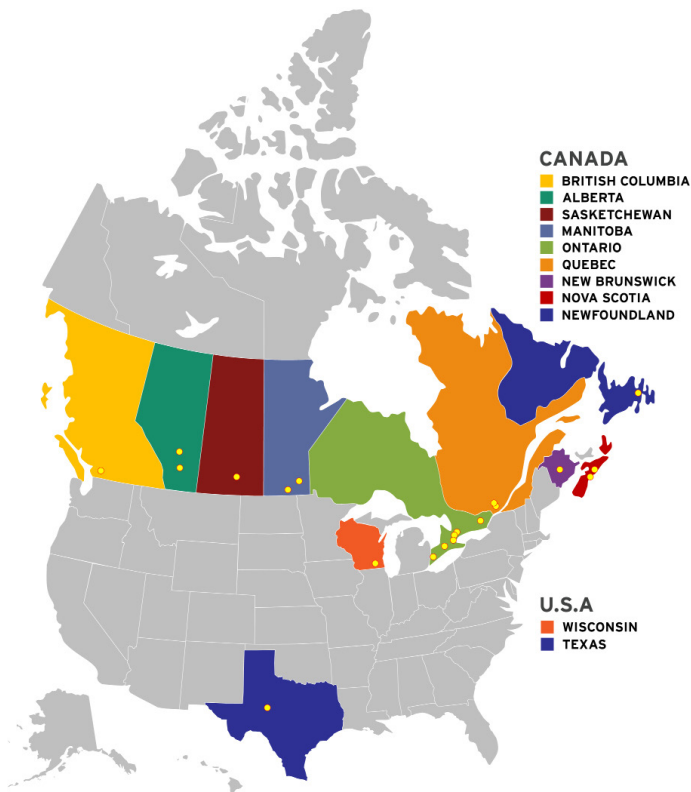 CANADA
BRITISH COLUMBIA
ALBERTA
SASKETCHEWAN
MANITOBA
ONTARIO
QUEBEC
NEW BRUNSWICK
NOVA SCOTIA
NEWFOUNDLAND
U.S.A
WISCONSIN
TEXAS